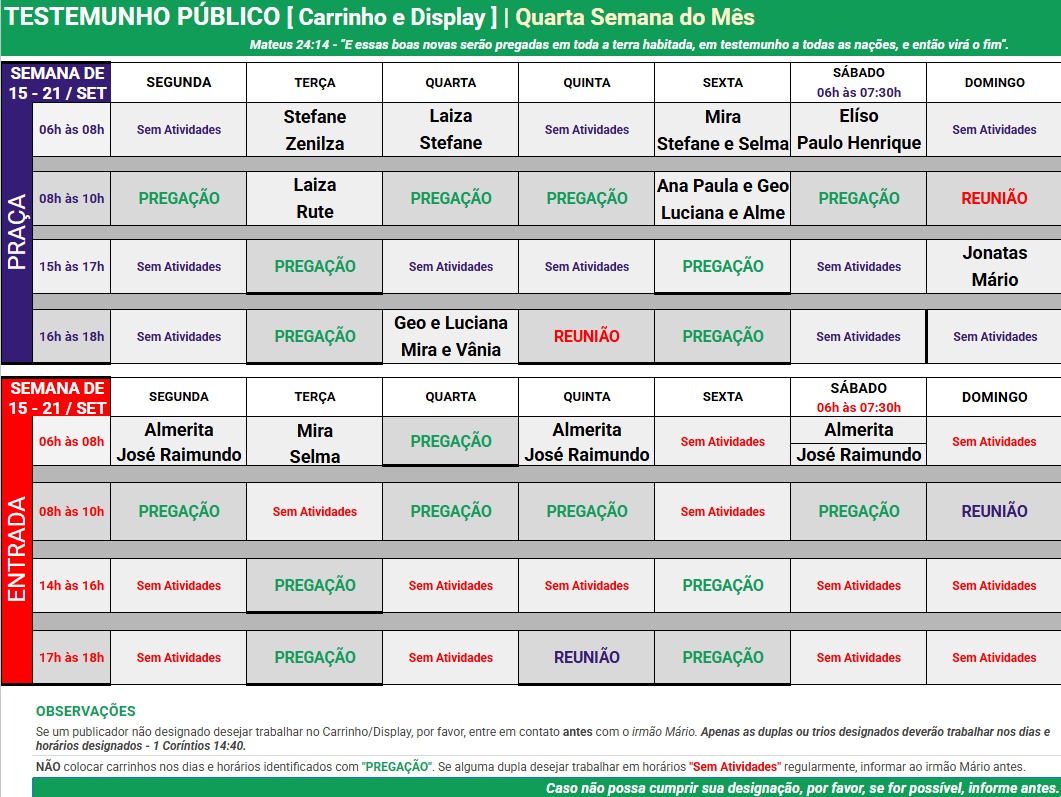 TESTEMUNHO PÚBLICO [ Carrinho e Display ] | Quarta Semana do Mês
Mateus 24:14 - "E essas boas novas serão pregadas em toda a terra habitada, em testemunho a todas as nações, e então virá o fim".
SEMANA DE
15 - 21 / SET
SEGUNDA
TERÇA
QUARTA
QUINTA
SEXTA
SÁBADO
06h às 07:30h
DOMINGO
PRAÇA
06h às 08h
Sem Atividades
Stefane
Zenilza
Laiza
Stefane
Sem Atividades
Mira
Stefane e Selma
Elíso
Paulo Henrique
Sem Atividades
08h às 10h
PREGAÇÃO
Laiza
Rute
PREGAÇÃO
PREGAÇÃO
Ana Paula e Geo
Luciana e Alme
PREGAÇÃO
REUNIÃO
15h às 17h
Sem Atividades
PREGAÇÃO
Sem Atividades
Sem Atividades
PREGAÇÃO
Sem Atividades
Jonatas
Mário
16h às 18h
Sem Atividades
PREGAÇÃO
Geo e Luciana
Mira e Vânia
REUNIÃO
PREGAÇÃO
Sem Atividades
Sem Atividades
SEMANA DE
15 - 21 / SET
SEGUNDA
TERÇA
QUARTA
QUINTA
SEXTA
SÁBADO
06h às 07:30h
DOMINGO
ENTRADA
06h às 08h
Almerita
José Raimundo
Mira
Selma
PREGAÇÃO
Almerita
José Raimundo
Sem Atividades
Almerita
José Raimundo
Sem Atividades
08h às 10h
PREGAÇÃO
Sem Atividades
PREGAÇÃO
PREGAÇÃO
Sem Atividades
PREGAÇÃO
REUNIÃO
14h às 16h
Sem Atividades
PREGAÇÃO
Sem Atividades
Sem Atividades
PREGAÇÃO
Sem Atividades
Sem Atividades
17h às 18h
Sem Atividades
PREGAÇÃO
Sem Atividades
REUNIÃO
PREGAÇÃO
Sem Atividades
Sem Atividades
OBSERVAÇÕES
Se um publicador não designado desejar trabalhar no Carrinho/Display, por favor, entre em contato antes com o irmão Mário. Apenas as duplas ou trios designados deverão trabalhar nos dias e
horários designados - 1 Coríntios 14:40.
NÃO colocar carrinhos nos dias e horários identificados com "PREGAÇÃO". Se alguma dupla desejar trabalhar em horários "Sem Atividades" regularmente, informar ao irmão Mário antes.
Caso não possa cumprir sua designação, por favor, se for possível, informe antes.